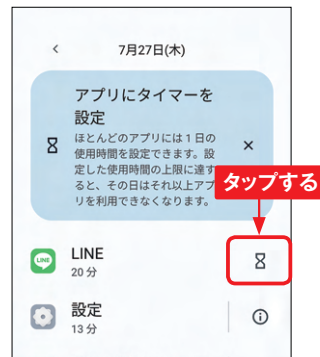 7月27日(木)
アプリにタイマーを
設定
ほとんどのアプリには1日の
使用時間を設定できます。設
定した使用時間の上限に達す
ると、その日はそれ以上アプ
リを利用できなくなります。
タップする
LINE
LINE
20 分
設定
13 分